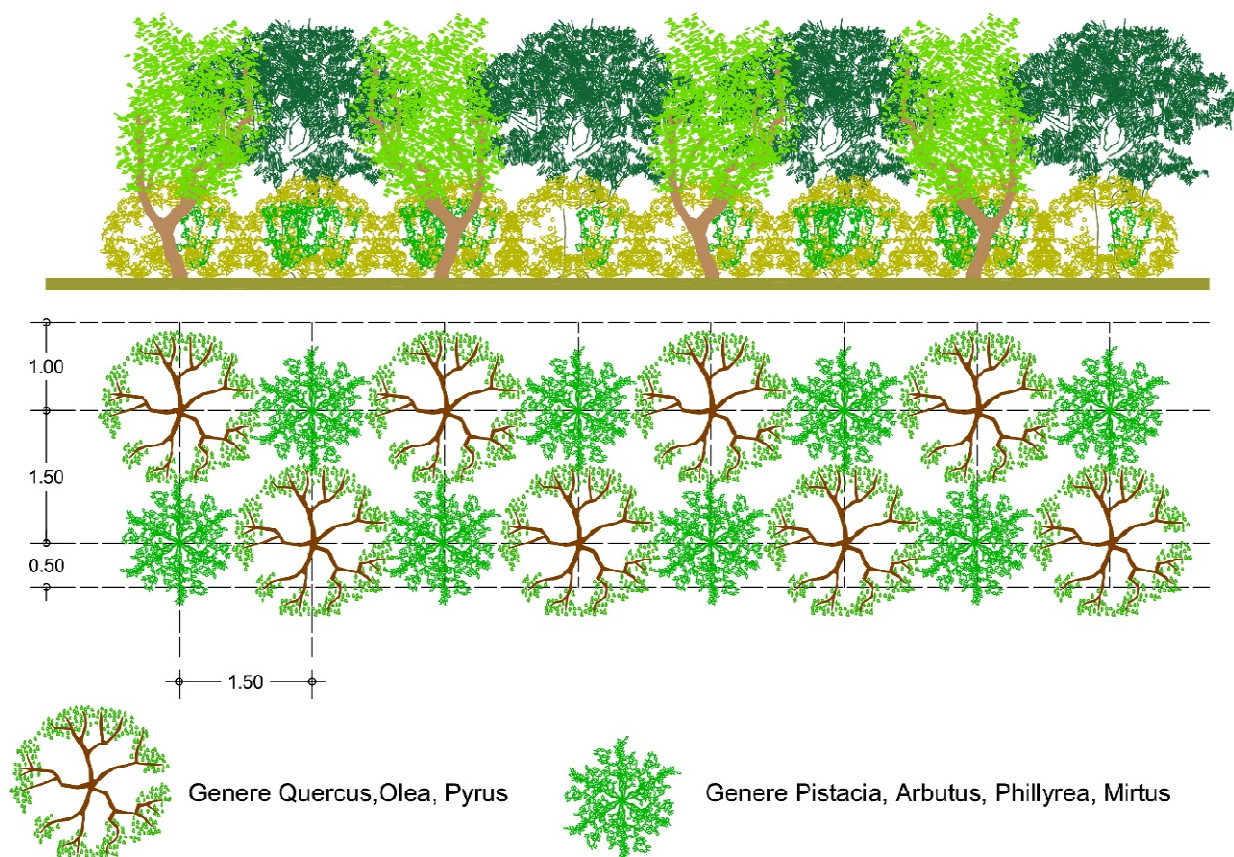 1.00
1.50
0.50
1.50
Genere Quercus,Olea, Pyrus
Genere Pistacia, Arbutus, Phillyrea, Mirtus